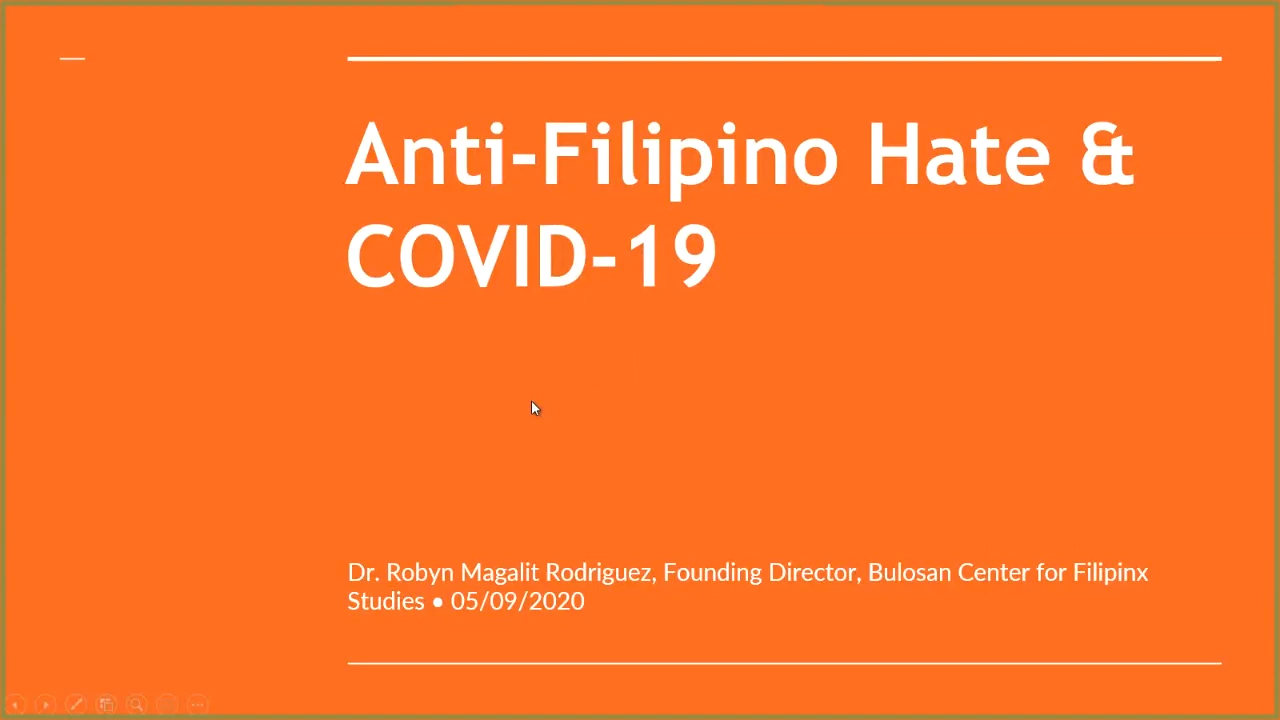 Anti-Filipino Hate &
COVID-19
Dr. Robyn Magalit Rodriguez, Founding Director, Bulosan Center for Filipinx
Studies • 05/09/2020